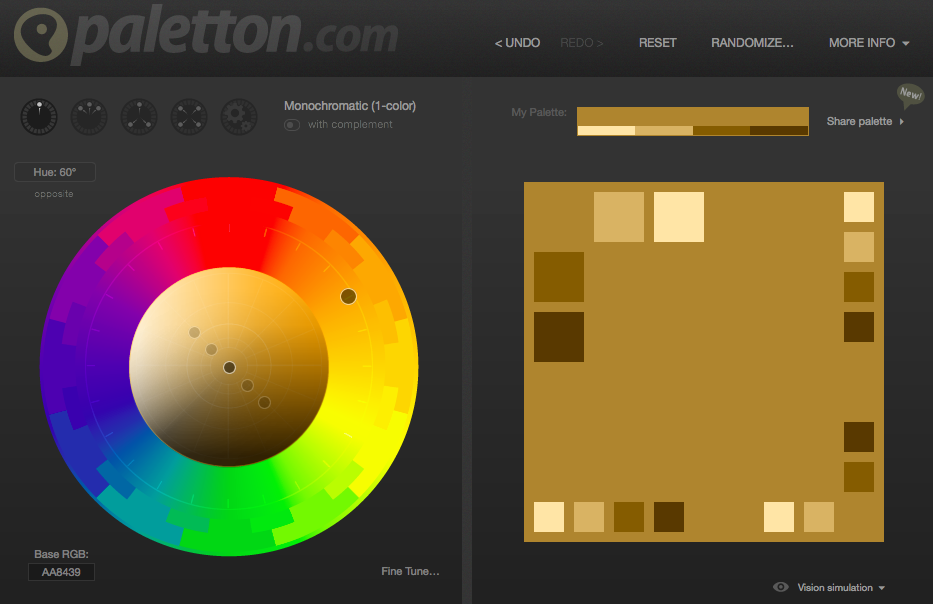 paletton.com
< UNDO
REDO >
RESET
RANDOMIZE...
MORE INFO
Monochromatic (1-color)
with complement
My Palette:
New!
Share palette
Hue: 60°
opposite
Base RGB:
AA8439
Fine Tune...
Vision simulation